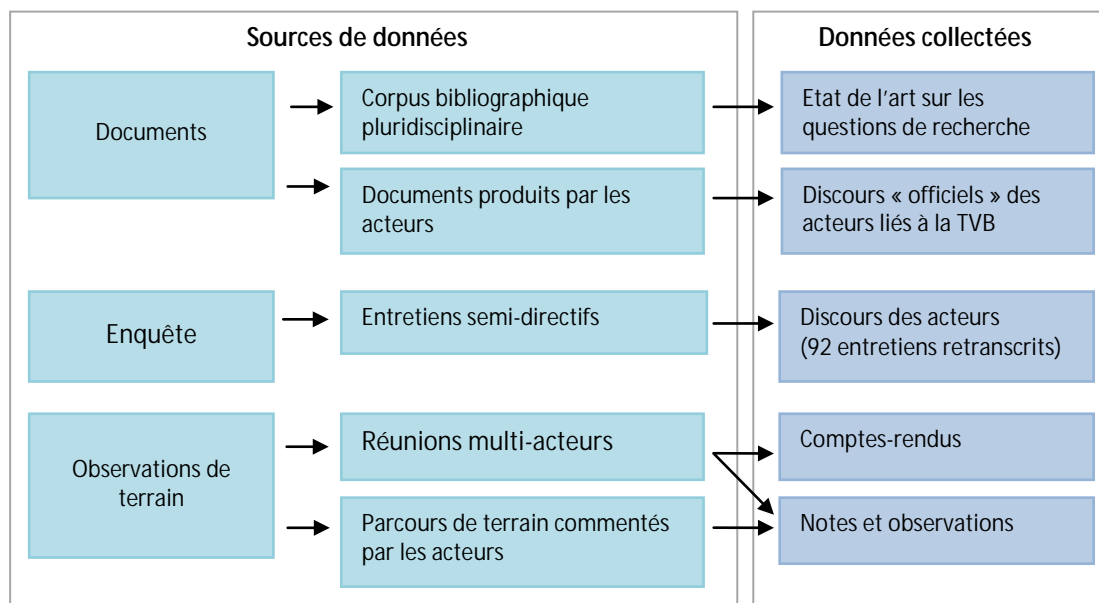 Sources de données
Données collectées
Documents
Corpus bibliographique
pluridisciplinaire
Etat de l'art sur les
questions de recherche
Documents produits par les
acteurs
Discours « officiels » des
acteurs liés à la TVB
Enquête
Entretiens semi-directifs
Discours des acteurs
(92 entretiens retranscrits)
Observations de
terrain
Réunions multi-acteurs
Comptes-rendus
Parcours de terrain commentés
par les acteurs
Notes et observations